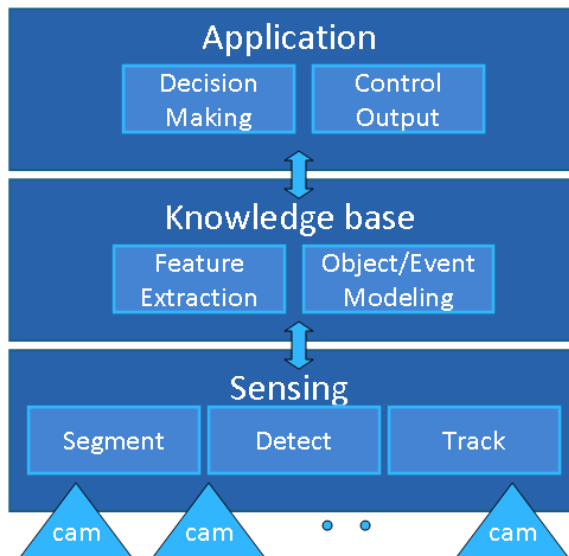 Application
Decision
Making
Control
Output
Knowledge base
Feature
Extraction
Object/Event
Modeling
Sensing
Segment
Detect
Track
cam
cam
cam